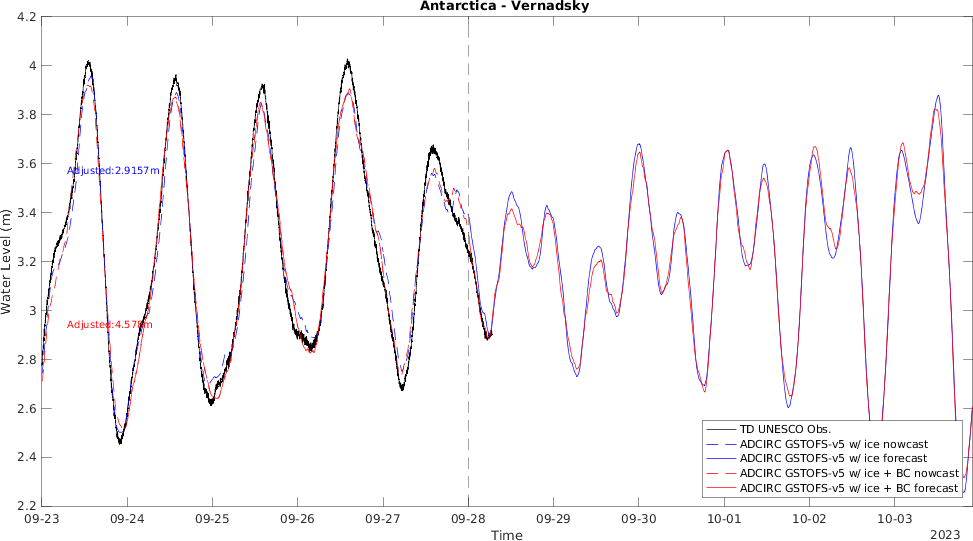 Antarctica - Vernadsky
4.2
4
3.8
3.6
3.4
3.2
3
2.8
2.6
2.4
2.2
Water Level (m)
Adjusted:2.9157m
TD UNESCO Obs.
ADCIRC GSTOFS-v5 w/ ice nowcast
ADCIRC GSTOFS-v5 w/ ice forecast
ADCIRC GSTOFS-v5 w/ ice + BC nowcast
ADCIRC GSTOFS-v5 w/ ice + BC forecast
09-23 09-24 09-25 09-26 09-27 09-28 09-29 09-30 10-01 10-02 10-03
Time
2023